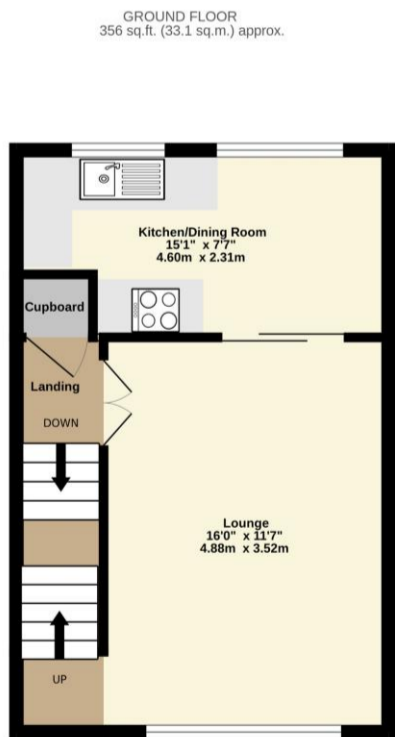 GROUND FLOOR
356 sq.ft. (33.1 sq.m.) approx.
Kitchen/Dining Room
15'1" x 7'7"
4.60m x 2.31m
Cupboard
Landing
DOWN
Lounge
16'0" x 11'7"
4.88m x 3.52m
UP